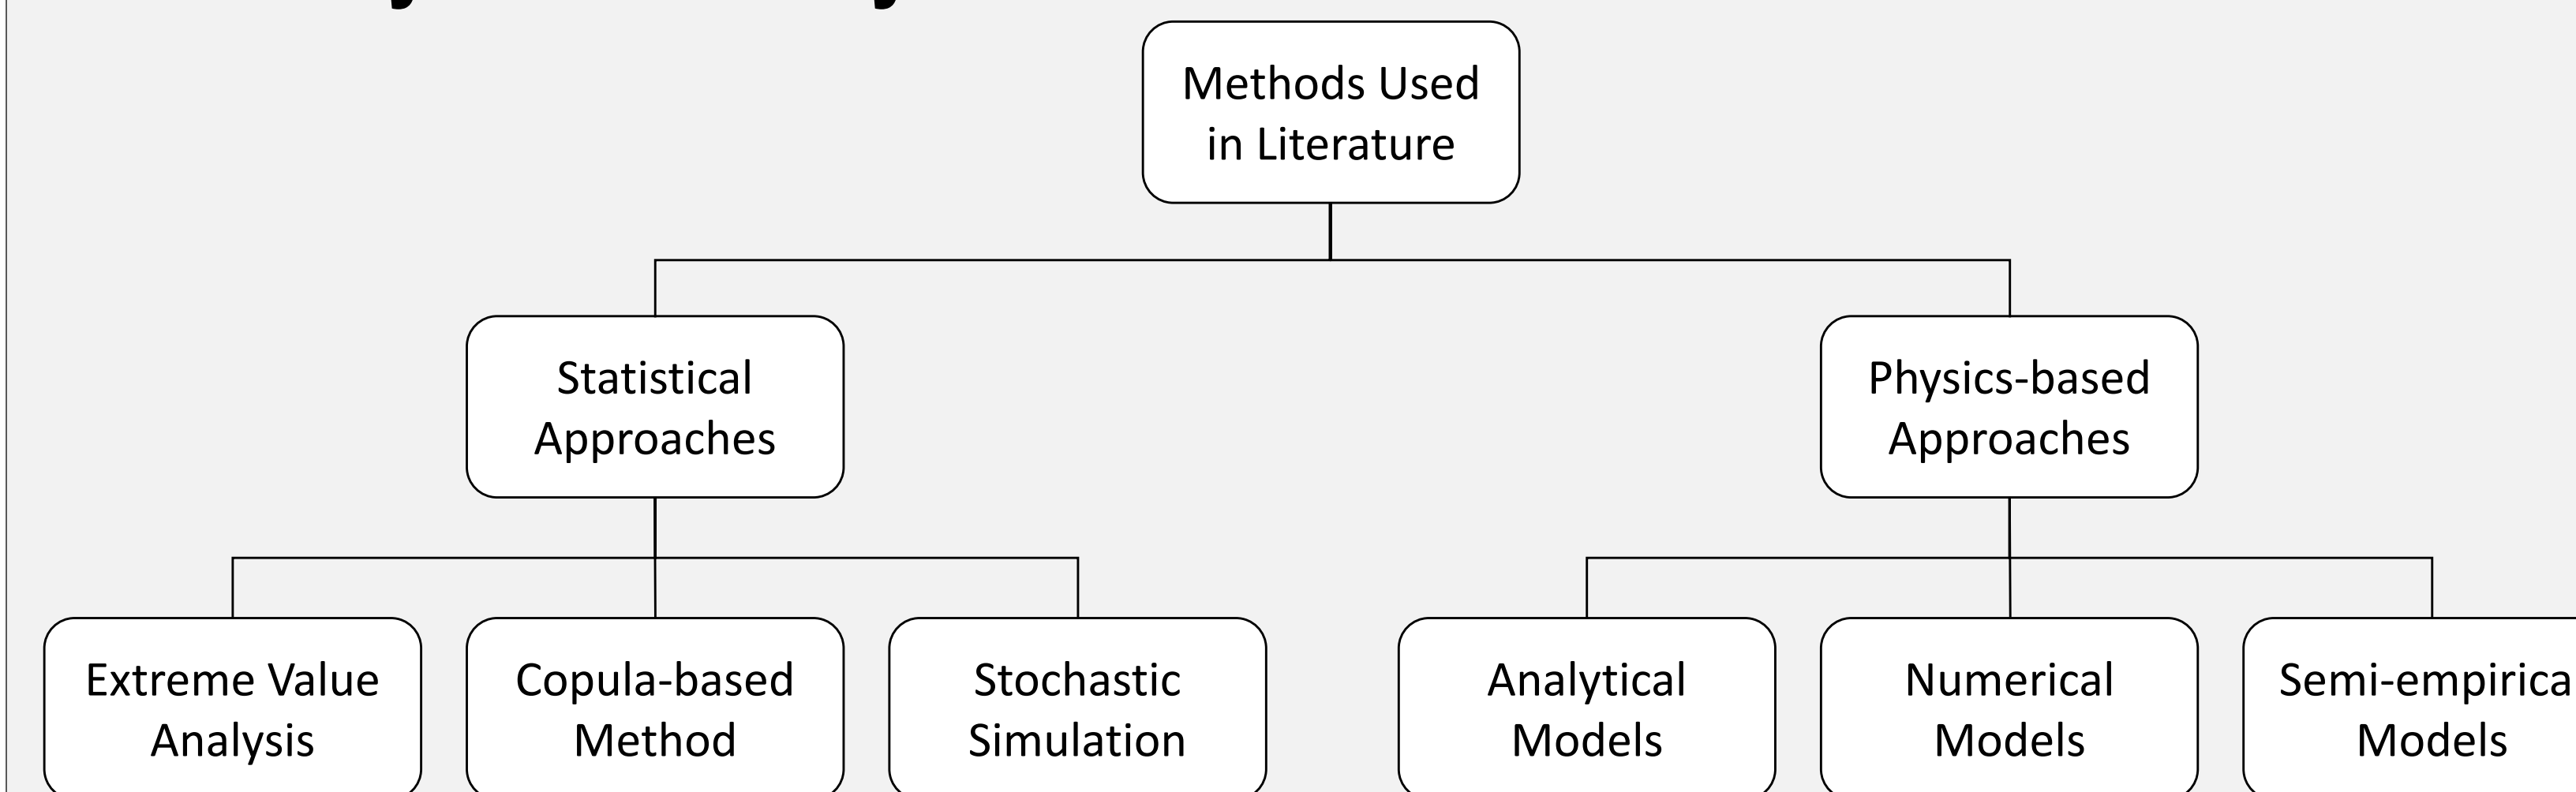 Methods Used
in Literature
Statistical
Approaches
Physics-based
Approaches
Extreme Value
Analysis
Copula-based
Method
Stochastic
Simulation
Analytical
Models
Numerical
Models
Semi-empirica
Models